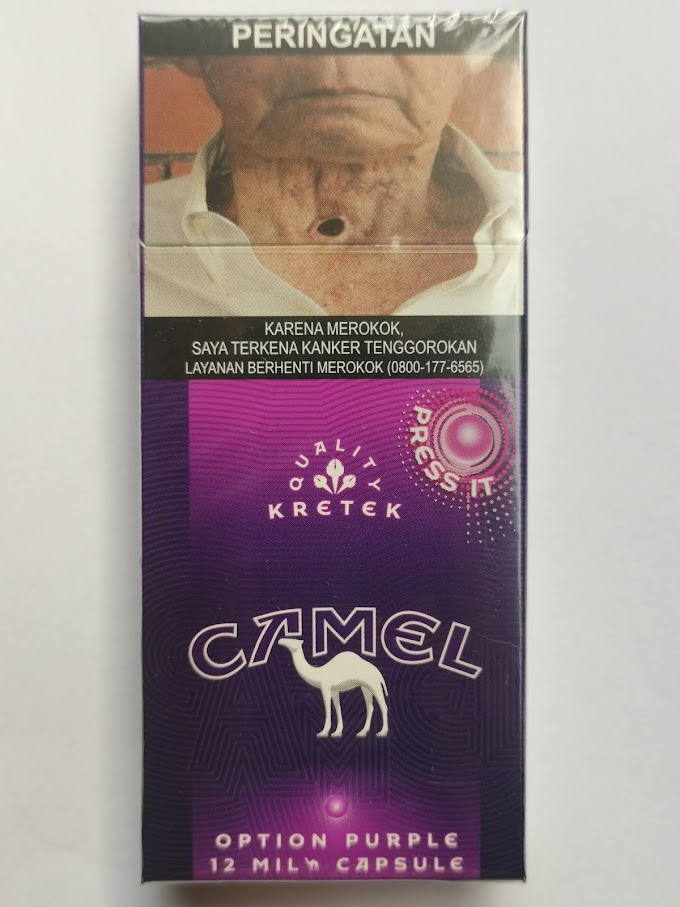 PERINGATAN
KARENA MEROKOK,
SAYA TERKENA KANKER TENGGOROKAN
LAYANAN BERHENTI MEROKOK (0800-177-6565)
PRESS IT
QUALITY
KRETEK
CAMEL
OPTION PURPLE
12 MILD CAPSULE